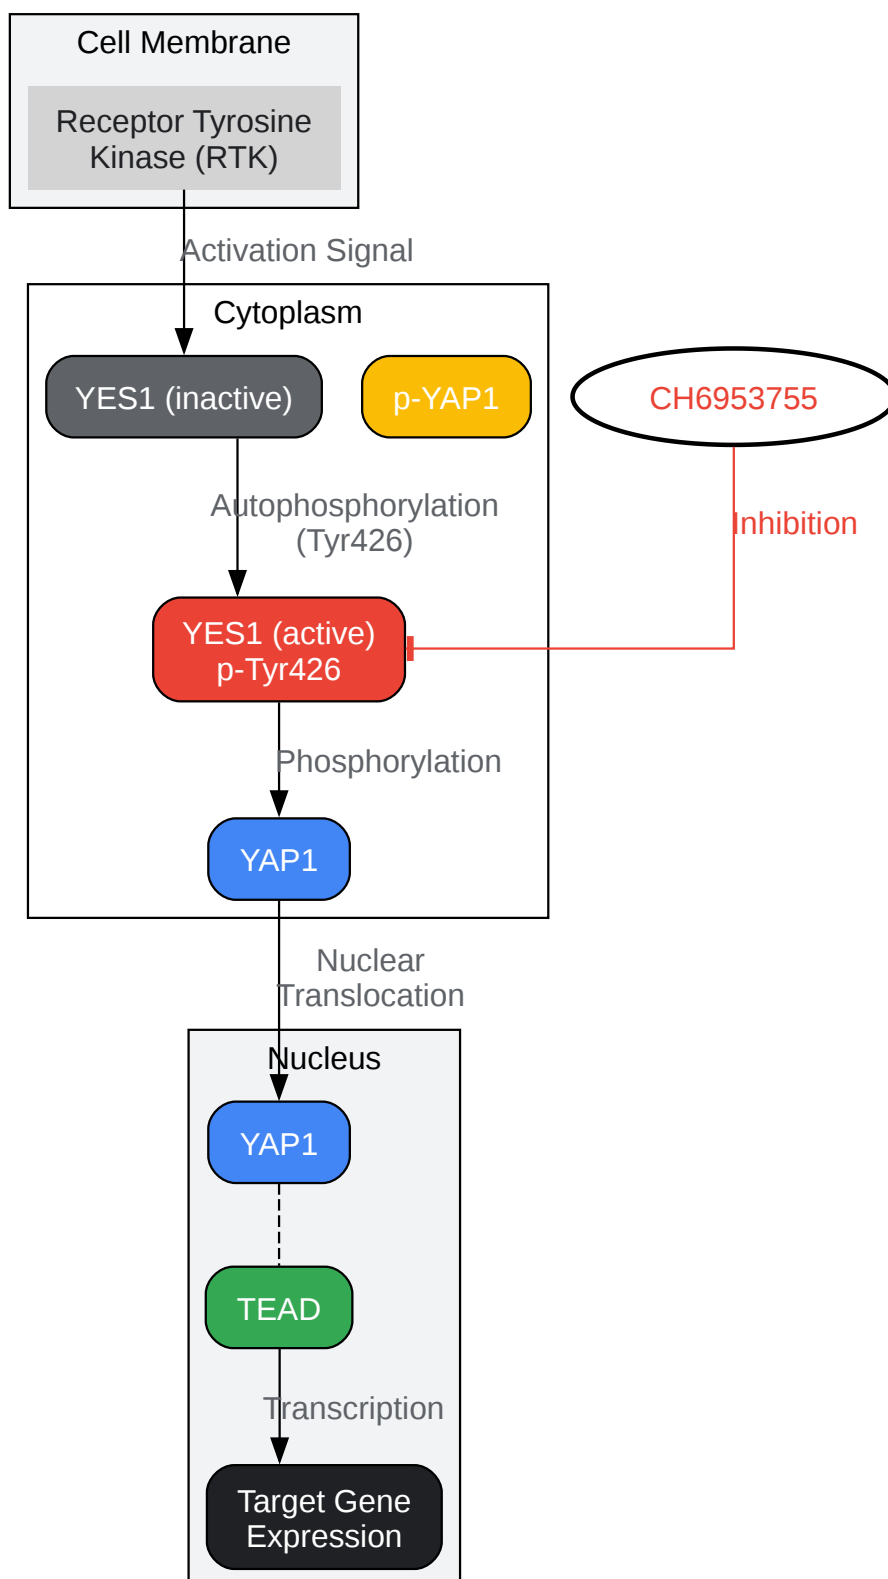 Cell Membrane
Receptor Tyrosine
Kinase (RTK)
Activation Signal
Cytoplasm
YES1 (inactive)
p-YAP1
CH6953755
Autophosphorylation
(Tyr426)
Inhibition
YES1 (active)
p-Tyr426
Phosphorylation
YAP1
Nuclear
Translocation
Nucleus
YAP1
TEAD
Transcription
Target Gene
Expression